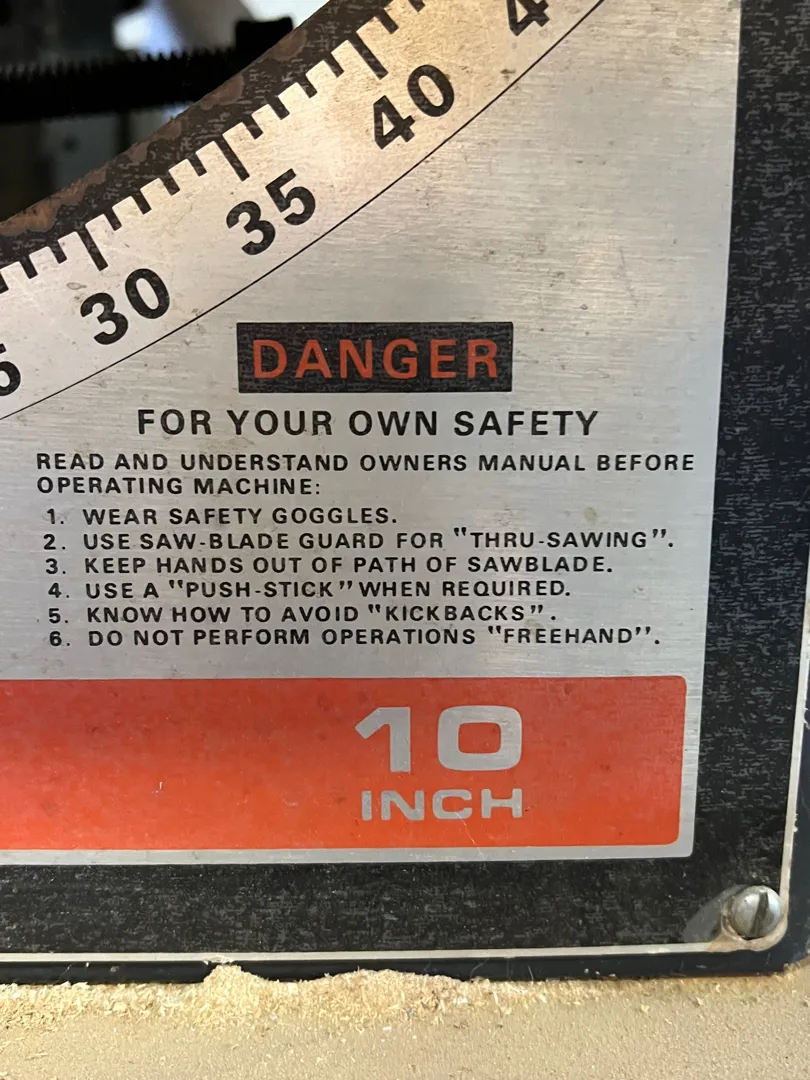 40
35
30
DANGER
FOR YOUR OWN SAFETY
READ AND UNDERSTAND OWNERS MANUAL BEFORE
OPERATING MACHINE:
1. WEAR SAFETY GOGGLES.
2. USE SAW-BLADE GUARD FOR "THRU-SAWING".
3. KEEP HANDS OUT OF PATH OF SAWBLADE.
4. USE A "PUSH-STICK" WHEN REQUIRED.
5. KNOW HOW TO AVOID "KICKBACKS".
6. DO NOT PERFORM OPERATIONS "FREEHAND".
10
INCH